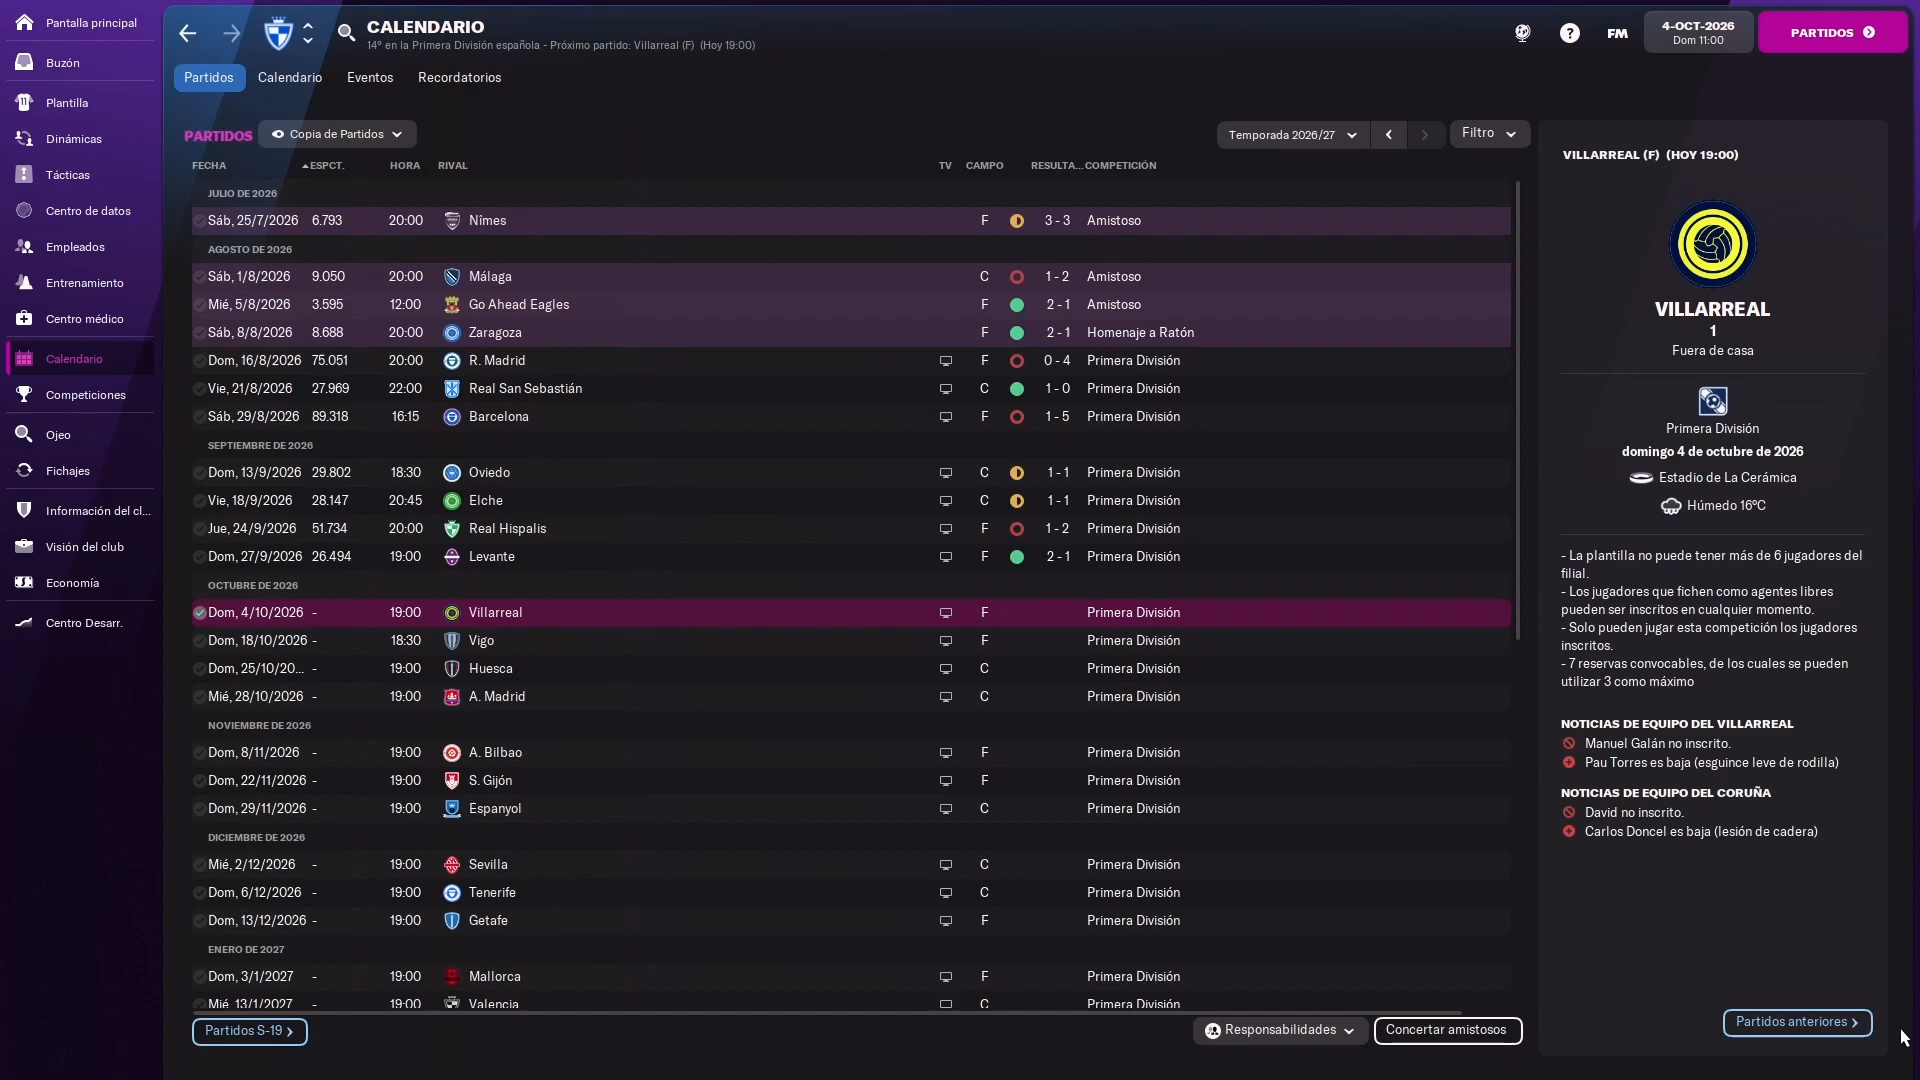 Pantalla principal
Buzón
Plantilla
Dinámicas
Tácticas
Centro de datos
Empleados
Entrenamiento
Centro médico
Calendario
Competiciones
Ojeo
Fichajes
Información del cl...
Visión del club
Economía
Centro Desarr.
CALENDARIO
14º en la Primera División española - Próximo partido: Villarreal (F) (Hoy 19:00)
FM
4-OCT-2026
Dom 11:00
PARTIDOS
Partidos Calendario Eventos Recordatorios
PARTIDOS Copia de Partidos Temporada 2026/27 Filtro
FECHA ESPCT. HORA RIVAL TV CAMPO RESULTA... COMPETICIÓN
JULIO DE 2026
Sáb, 25/7/2026 6.793 20:00 Nîmes F 3 - 3 Amistoso
AGOSTO DE 2026
Sáb, 1/8/2026 9.050 20:00 Málaga C 1 - 2 Amistoso
Mié, 5/8/2026 3.595 12:00 Go Ahead Eagles F 2 - 1 Amistoso
Sáb, 8/8/2026 8.688 20:00 Zaragoza F 2 - 1 Homenaje a Ratón
Dom, 16/8/2026 75.051 20:00 R. Madrid F 0 - 4 Primera División
Vie, 21/8/2026 27.969 22:00 Real San Sebastián C 1 - 0 Primera División
Sáb, 29/8/2026 89.318 16:15 Barcelona F 1 - 5 Primera División
SEPTIEMBRE DE 2026
Dom, 13/9/2026 29.802 18:30 Oviedo C 1 - 1 Primera División
Vie, 18/9/2026 28.147 20:45 Elche C 1 - 1 Primera División
Jue, 24/9/2026 51.734 20:00 Real Hispalis F 1 - 2 Primera División
Dom, 27/9/2026 26.494 19:00 Levante F 2 - 1 Primera División
OCTUBRE DE 2026
Dom, 4/10/2026 - 19:00 Villarreal F Primera División
Dom, 18/10/2026 - 18:30 Vigo F Primera División
Dom, 25/10/20... - 19:00 Huesca C Primera División
Mié, 28/10/2026 - 19:00 A. Madrid C Primera División
NOVIEMBRE DE 2026
Dom, 8/11/2026 - 19:00 A. Bilbao F Primera División
Dom, 22/11/2026 - 19:00 S. Gijón F Primera División
Dom, 29/11/2026 - 19:00 Espanyol C Primera División
DICIEMBRE DE 2026
Mié, 2/12/2026 - 19:00 Sevilla C Primera División
Dom, 6/12/2026 - 19:00 Tenerife C Primera División
Dom, 13/12/2026 - 19:00 Getafe F Primera División
ENERO DE 2027
Dom, 3/1/2027 - 19:00 Mallorca F Primera División
Mié, 13/1/2027 - 19:00 Valencia C Primera División
Partidos S-19 Responsabilidades Concertar amistosos
VILLARREAL (F) (HOY 19:00)
VILLARREAL
1
Fuera de casa
Primera División
domingo 4 de octubre de 2026
Estadio de La Cerámica
Húmedo 16ºC
- La plantilla no puede tener más de 6 jugadores del
filial.
- Los jugadores que fichen como agentes libres
pueden ser inscritos en cualquier momento.
- Solo pueden jugar esta competición los jugadores
inscritos.
- 7 reservas convocables, de los cuales se pueden
utilizar 3 como máximo
NOTICIAS DE EQUIPO DEL VILLARREAL
Manuel Galán no inscrito.
Pau Torres es baja (esguince leve de rodilla)
NOTICIAS DE EQUIPO DEL CORUÑA
David no inscrito.
Carlos Doncel es baja (lesión de cadera)
Partidos anteriores